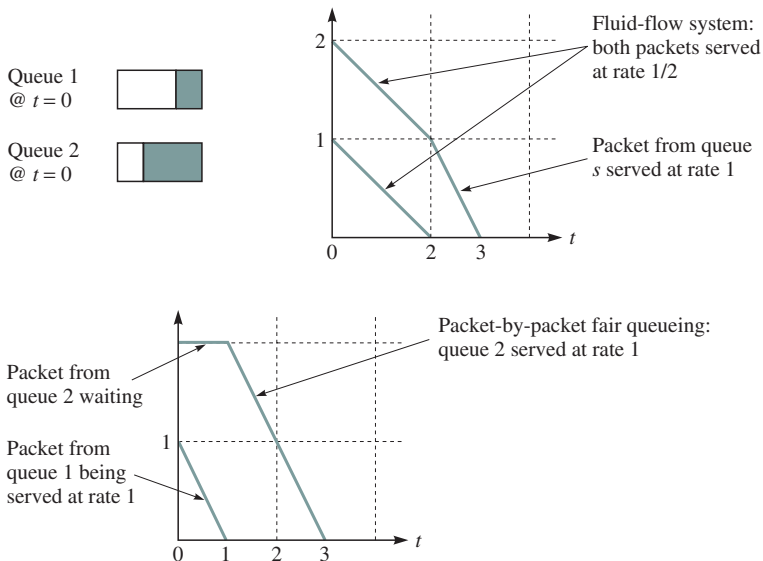 Queue 1
@ t = 0
Queue 2
@ t = 0
2
1
0
2
3
t
Fluid-flow system:
both packets served
at rate 1/2
Packet from queue
s served at rate 1
Packet from
queue 2 waiting
Packet from
queue 1 being
served at rate 1
1
0
1
2
3
t
Packet-by-packet fair queueing:
queue 2 served at rate 1